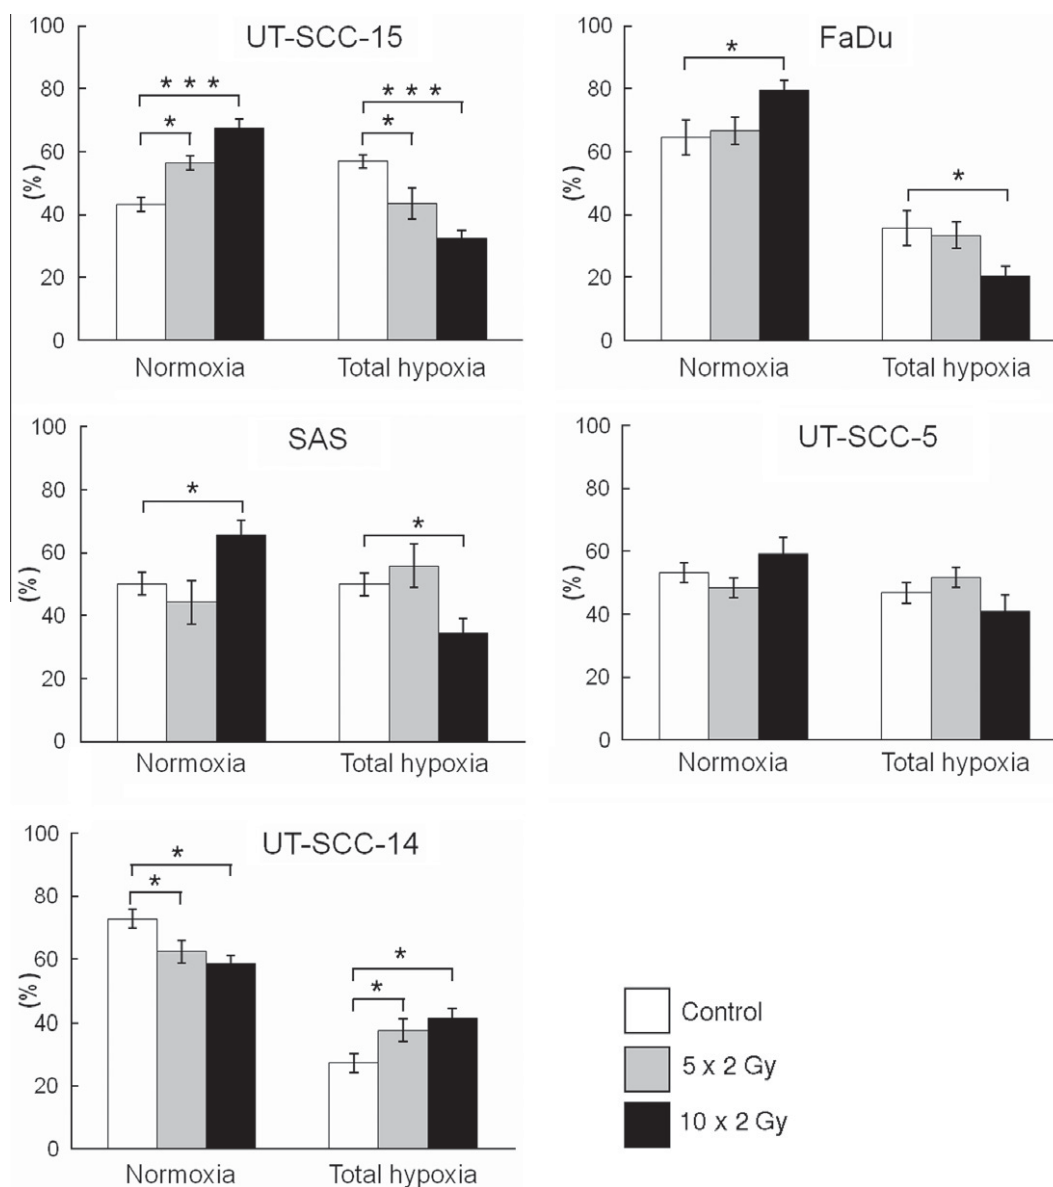 UT-SCC-15
100
80
60
40
20
0
(%)
* * *
*
* * *
*
Normoxia
Total hypoxia
FaDu
100
80
60
40
20
0
(%)
*
*
Normoxia
Total hypoxia
SAS
100
80
60
40
20
0
(%)
*
*
Normoxia
Total hypoxia
UT-SCC-5
100
80
60
40
20
0
(%)
Normoxia
Total hypoxia
UT-SCC-14
100
80
60
40
20
0
(%)
*
*
*
*
Normoxia
Total hypoxia
Control
5 x 2 Gy
10 x 2 Gy